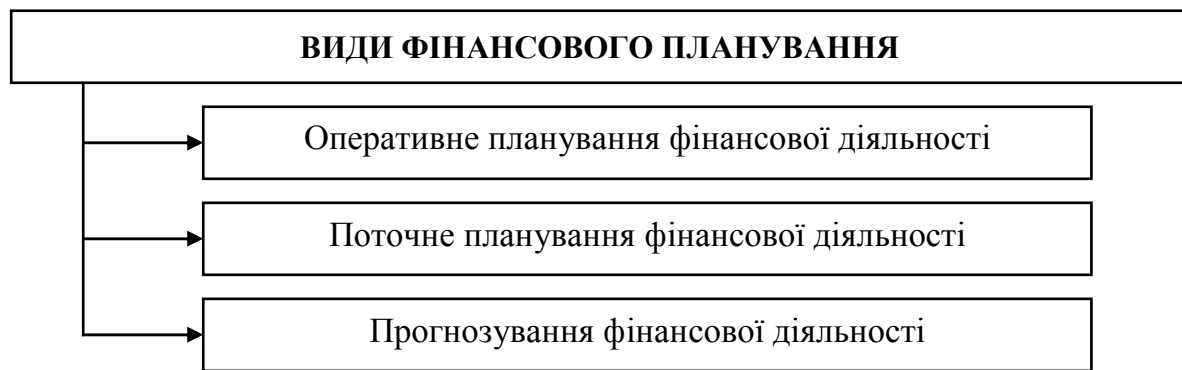 ВИДИ ФІНАНСОВОГО ПЛАНУВАННЯ
Оперативне планування фінансової діяльності
Поточне планування фінансової діяльності
Прогнозування фінансової діяльності